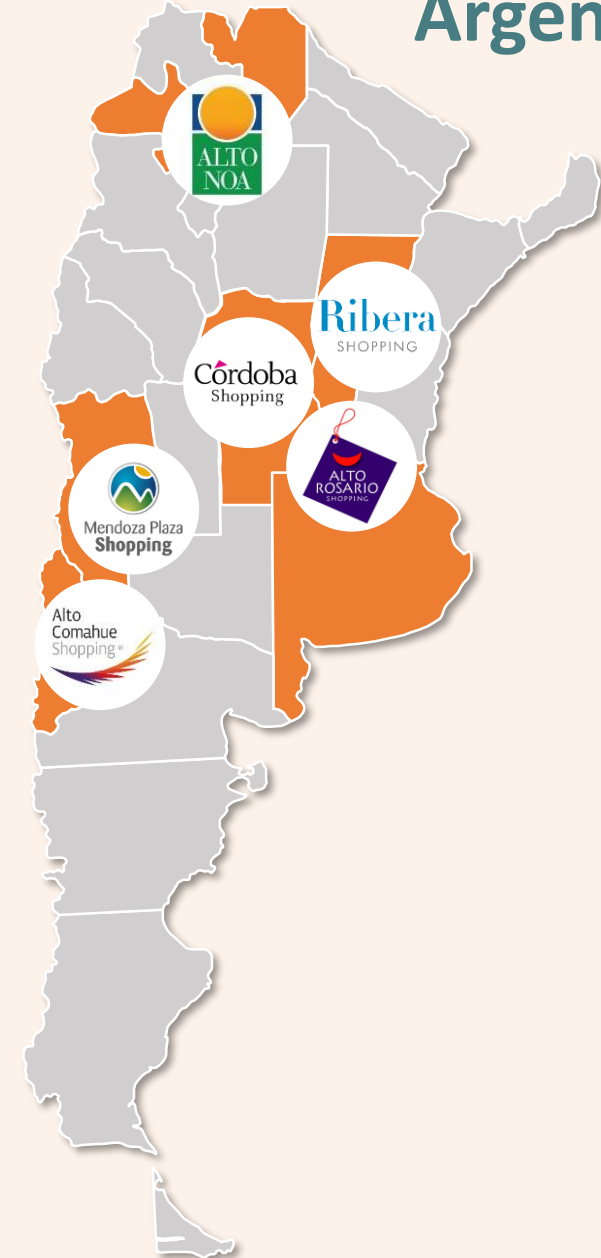 Argen
ALTO
NOA
Ribera
SHOPPING
Córdoba
Shopping
ALTO
ROSARIO
SHOPPING
Mendoza Plaza
Shopping
Alto
Comahue
Shopping®